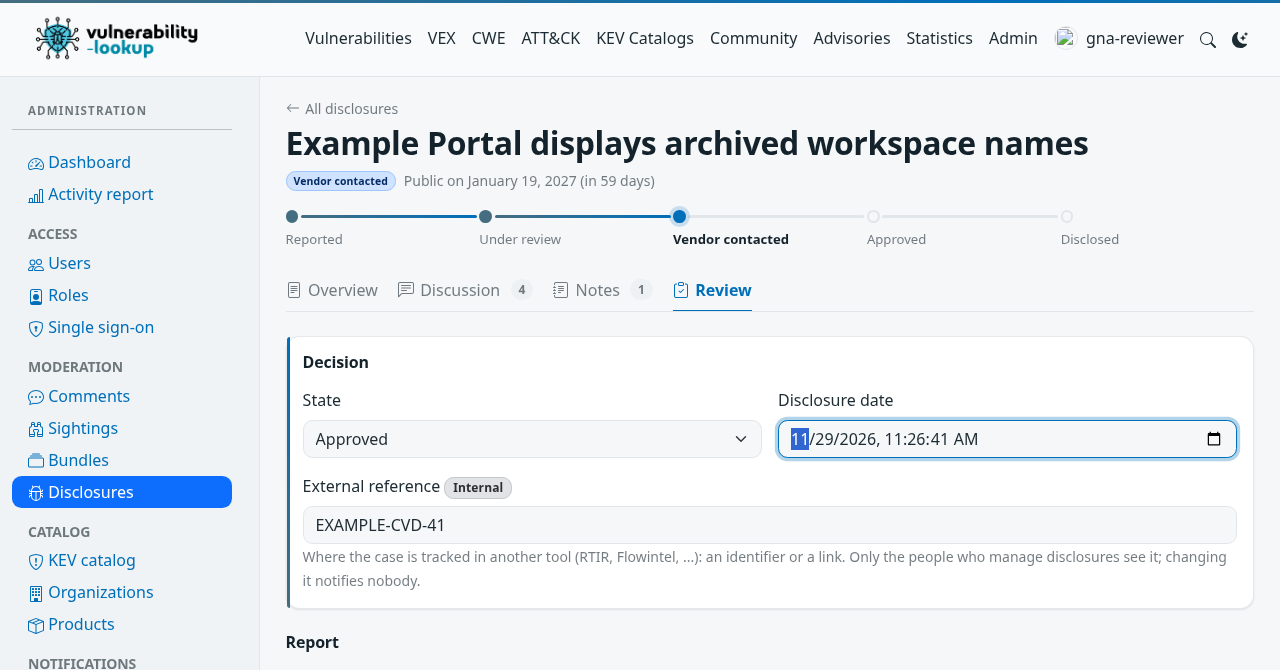 vulnerability
-lookup
Vulnerabilities VEX CWE ATT&CK KEV Catalogs Community Advisories Statistics Admin gna-reviewer
ADMINISTRATION
Dashboard
Activity report
ACCESS
Users
Roles
Single sign-on
MODERATION
Comments
Sightings
Bundles
Disclosures
CATALOG
KEV catalog
Organizations
Products
NOTIFICATIONS
All disclosures
Example Portal displays archived workspace names
Vendor contacted Public on January 19, 2027 (in 59 days)
Reported Under review Vendor contacted Approved Disclosed
Overview Discussion 4 Notes 1 Review
Decision
State Disclosure date
Approved 11/29/2026, 11:26:41 AM
External reference Internal
EXAMPLE-CVD-41
Where the case is tracked in another tool (RTIR, Flowintel, …): an identifier or a link. Only the people who manage disclosures see it; changing
it notifies nobody.
Report